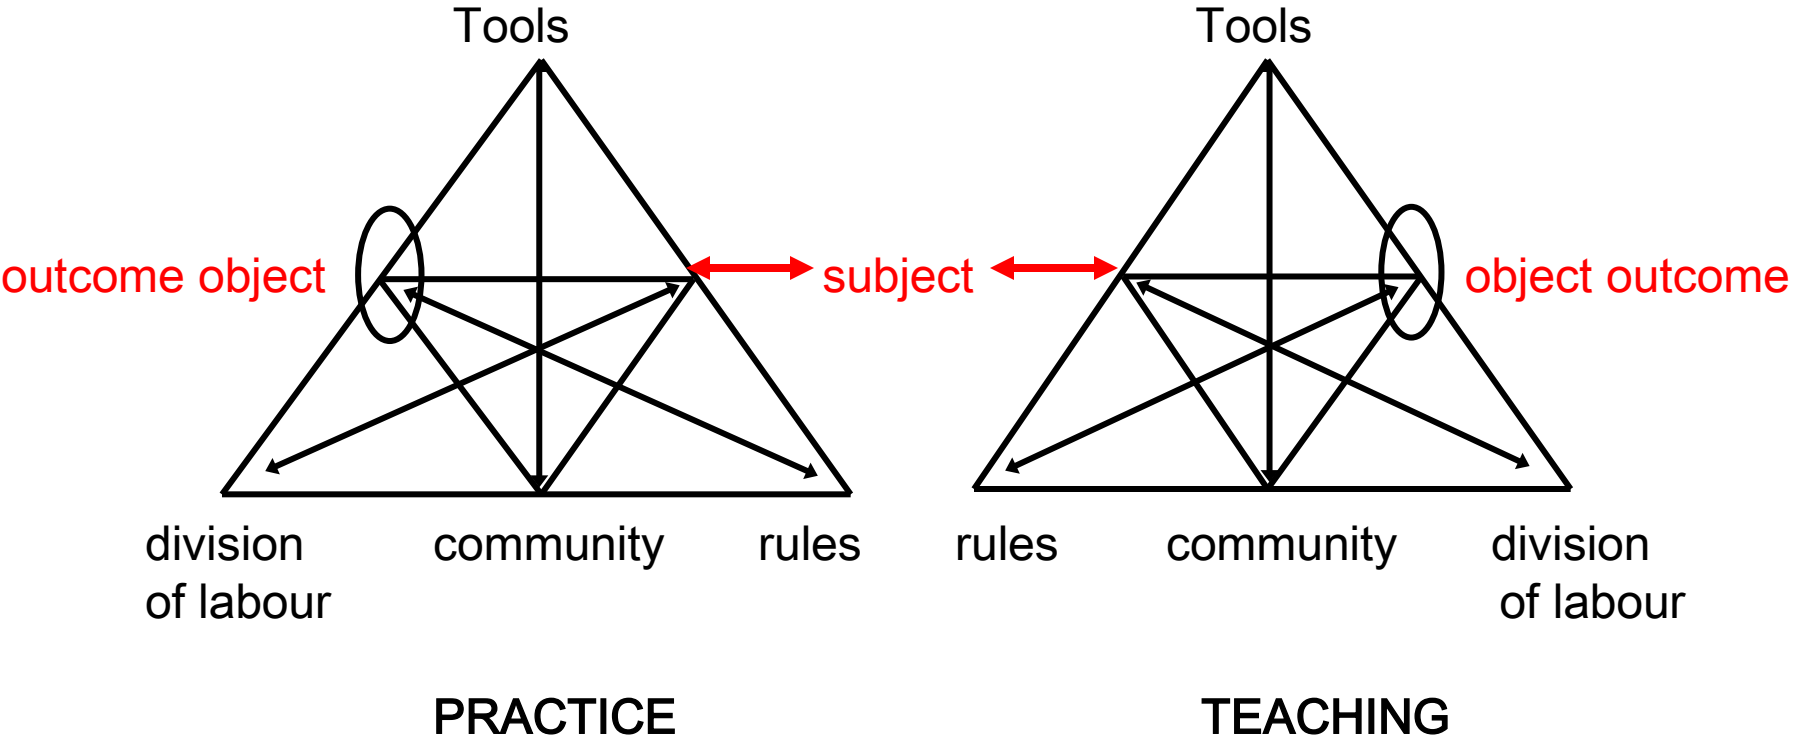 Tools Tools
outcome object subject object outcome
division community rules rules community division
of labour of labour
PRACTICE TEACHING